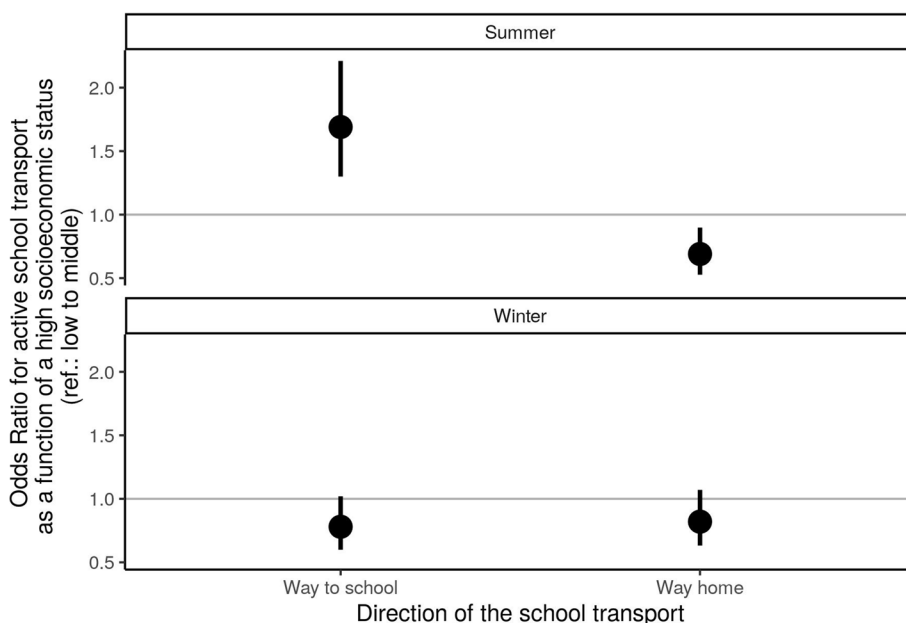 Summer
Odds Ratio for active school transport
as a function of a high socioeconomic status
(ref.: low to middle)
2.0
1.5
1.0
0.5
Winter
2.0
1.5
1.0
0.5
Way to school
Way home
Direction of the school transport